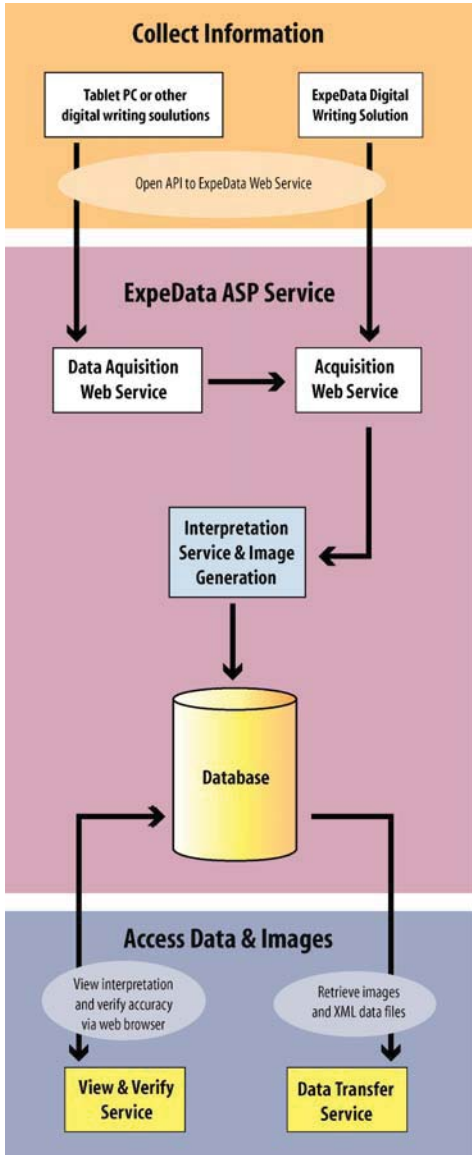 Collect Information
Tablet PC or other
digital writing soulutions
ExpeData Digital
Writing Solution
Open API to ExpeData Web Service
ExpeData ASP Service
Data Aquisition
Web Service
Acquisition
Web Service
Interpretation
Service & Image
Generation
Database
Access Data & Images
View interpretation
and verify accuracy
via web browser
Retrieve images
and XML data files
View & Verify
Service
Data Transfer
Service